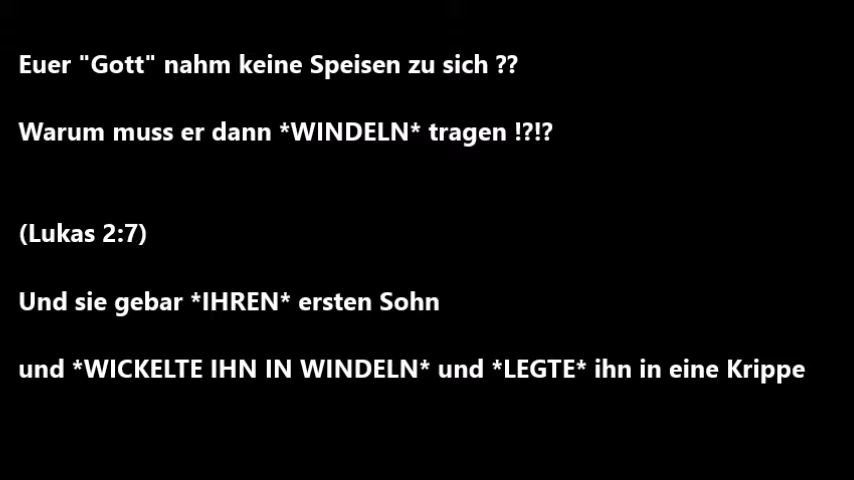 Euer "Gott" nahm keine Speisen zu sich ??
Warum muss er dann *WINDELN* tragen !?!?
(Lukas 2:7)
Und sie gebar *IHREN* ersten Sohn
und *WICKELTE IHN IN WINDELN* und *LEGTE* ihn in eine Krippe